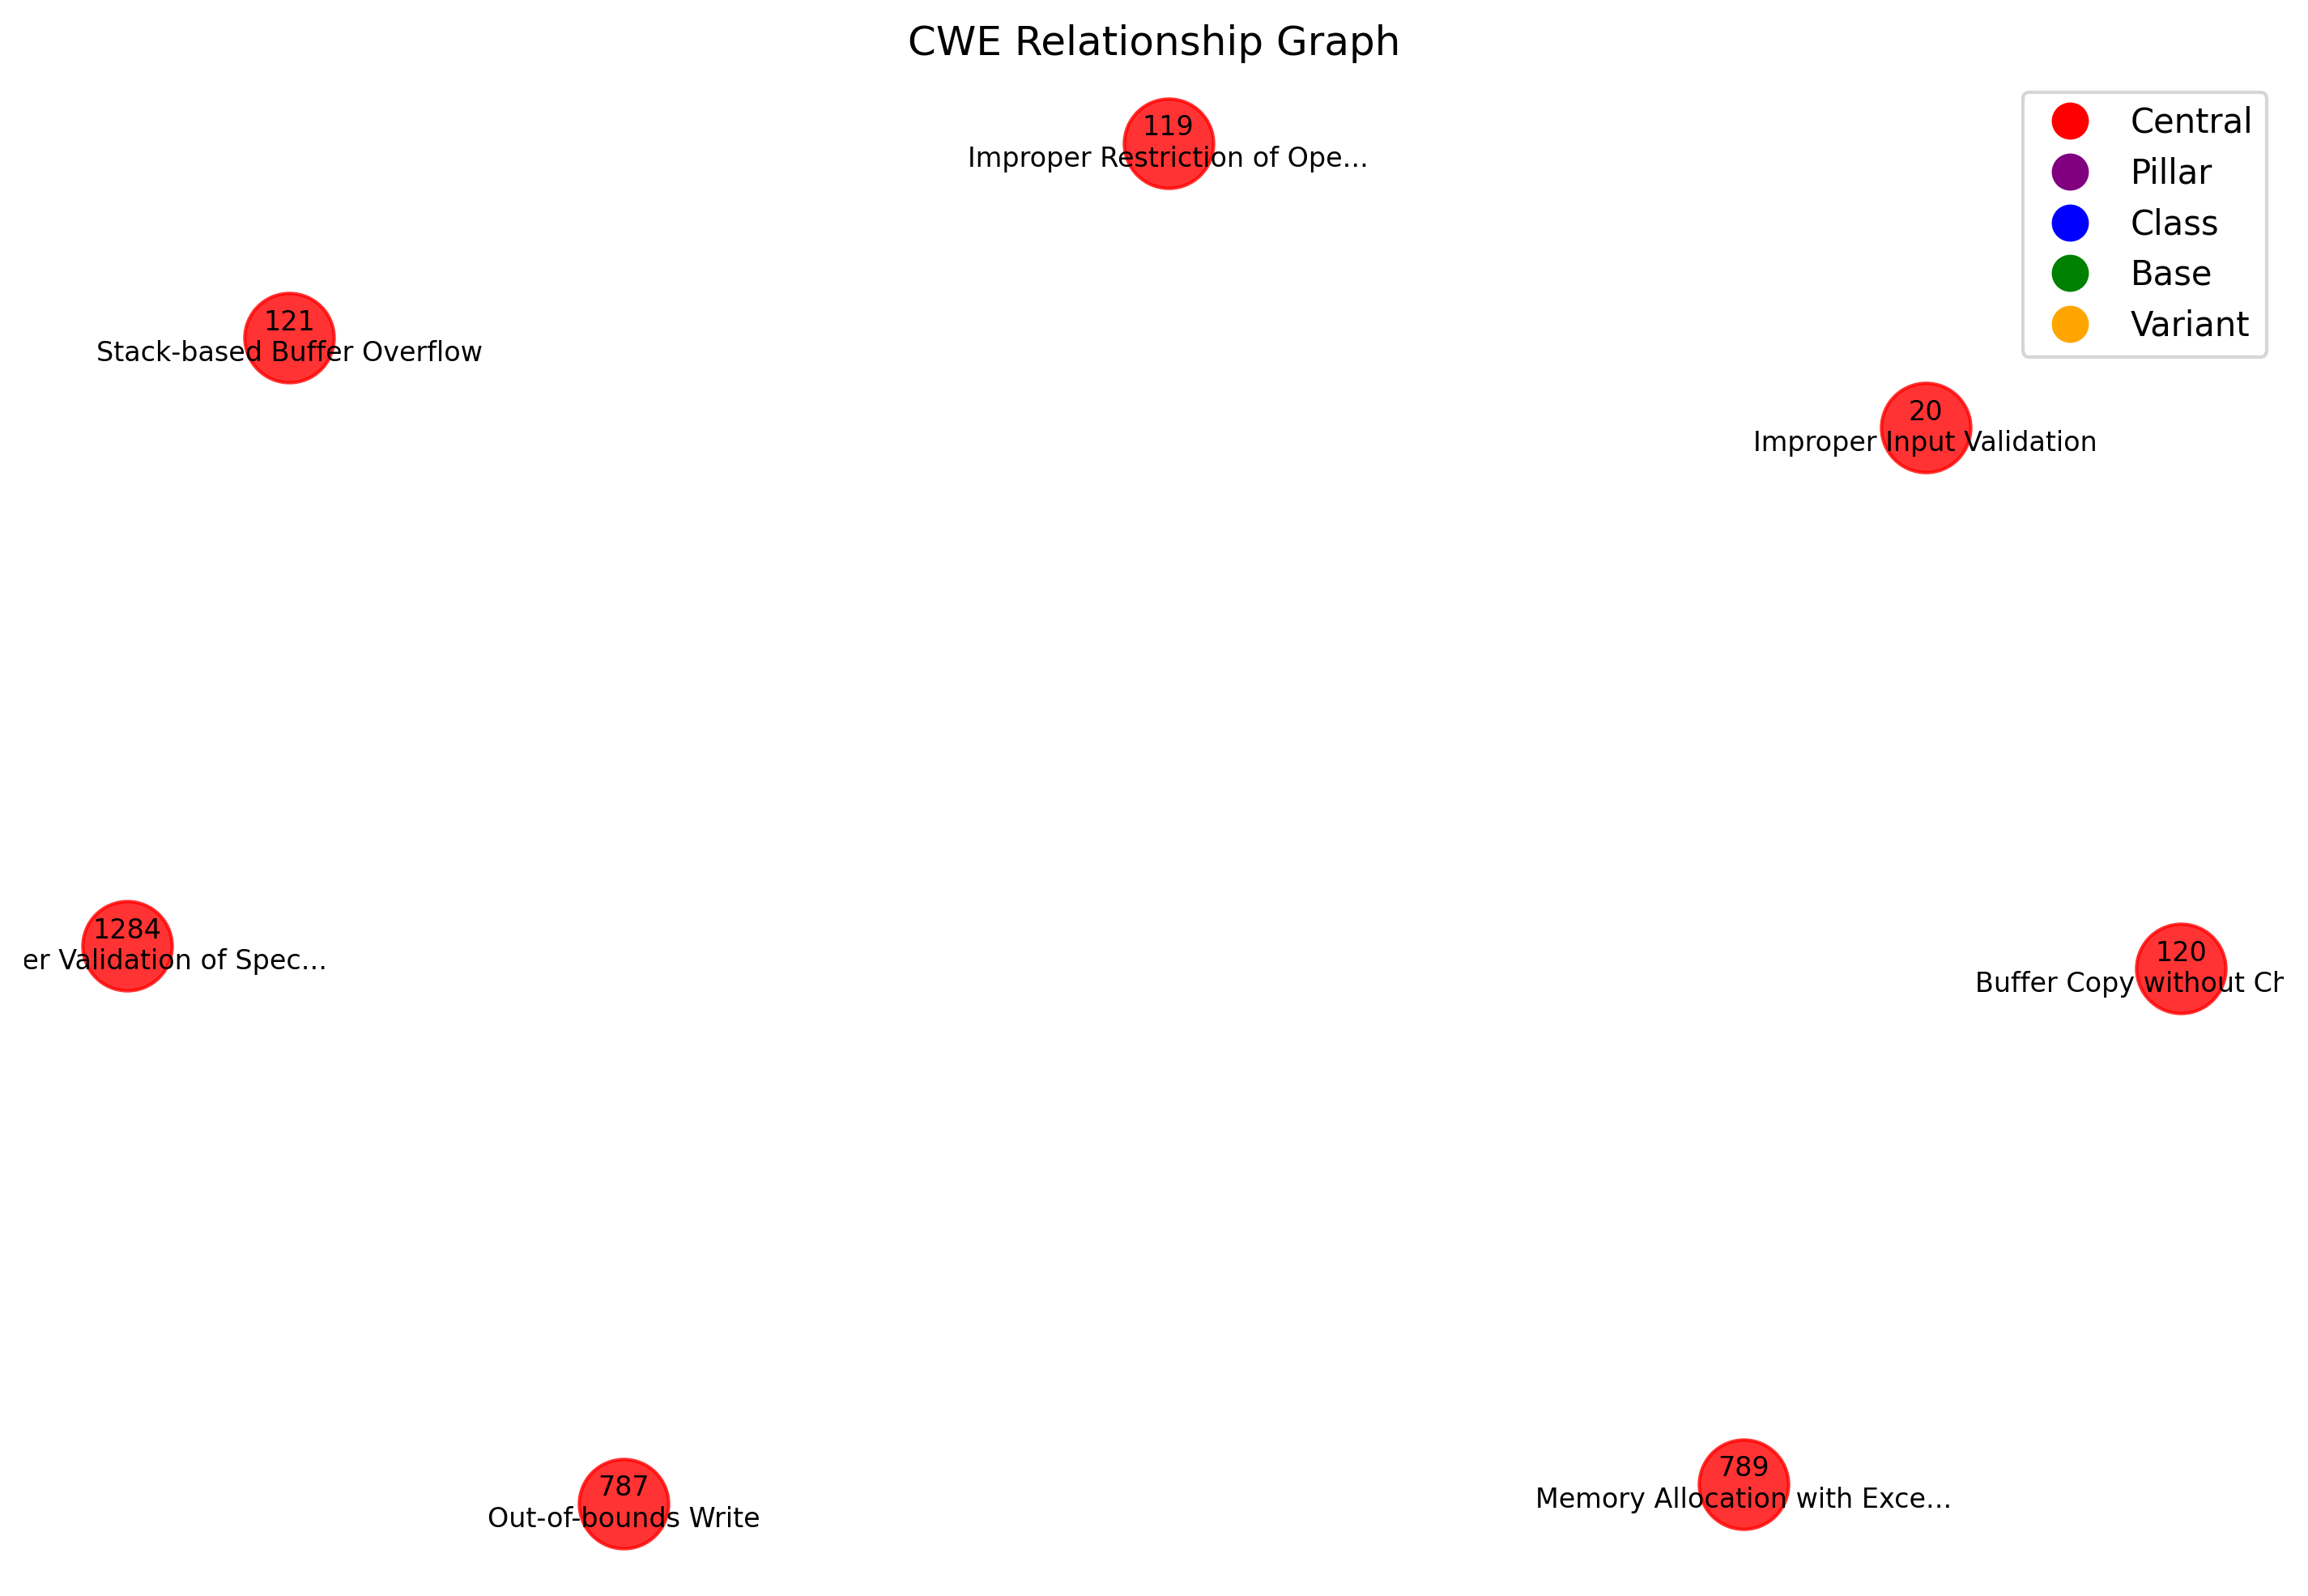 CWE Relationship Graph
119
Improper Restriction of Ope...
Central
Pillar
Class
Base
Variant
121
Stack-based Buffer Overflow
20
Improper Input Validation
1284
er Validation of Spec...
120
Buffer Copy without
789
Memory Allocation with Exce...
787
Out-of-bounds Write